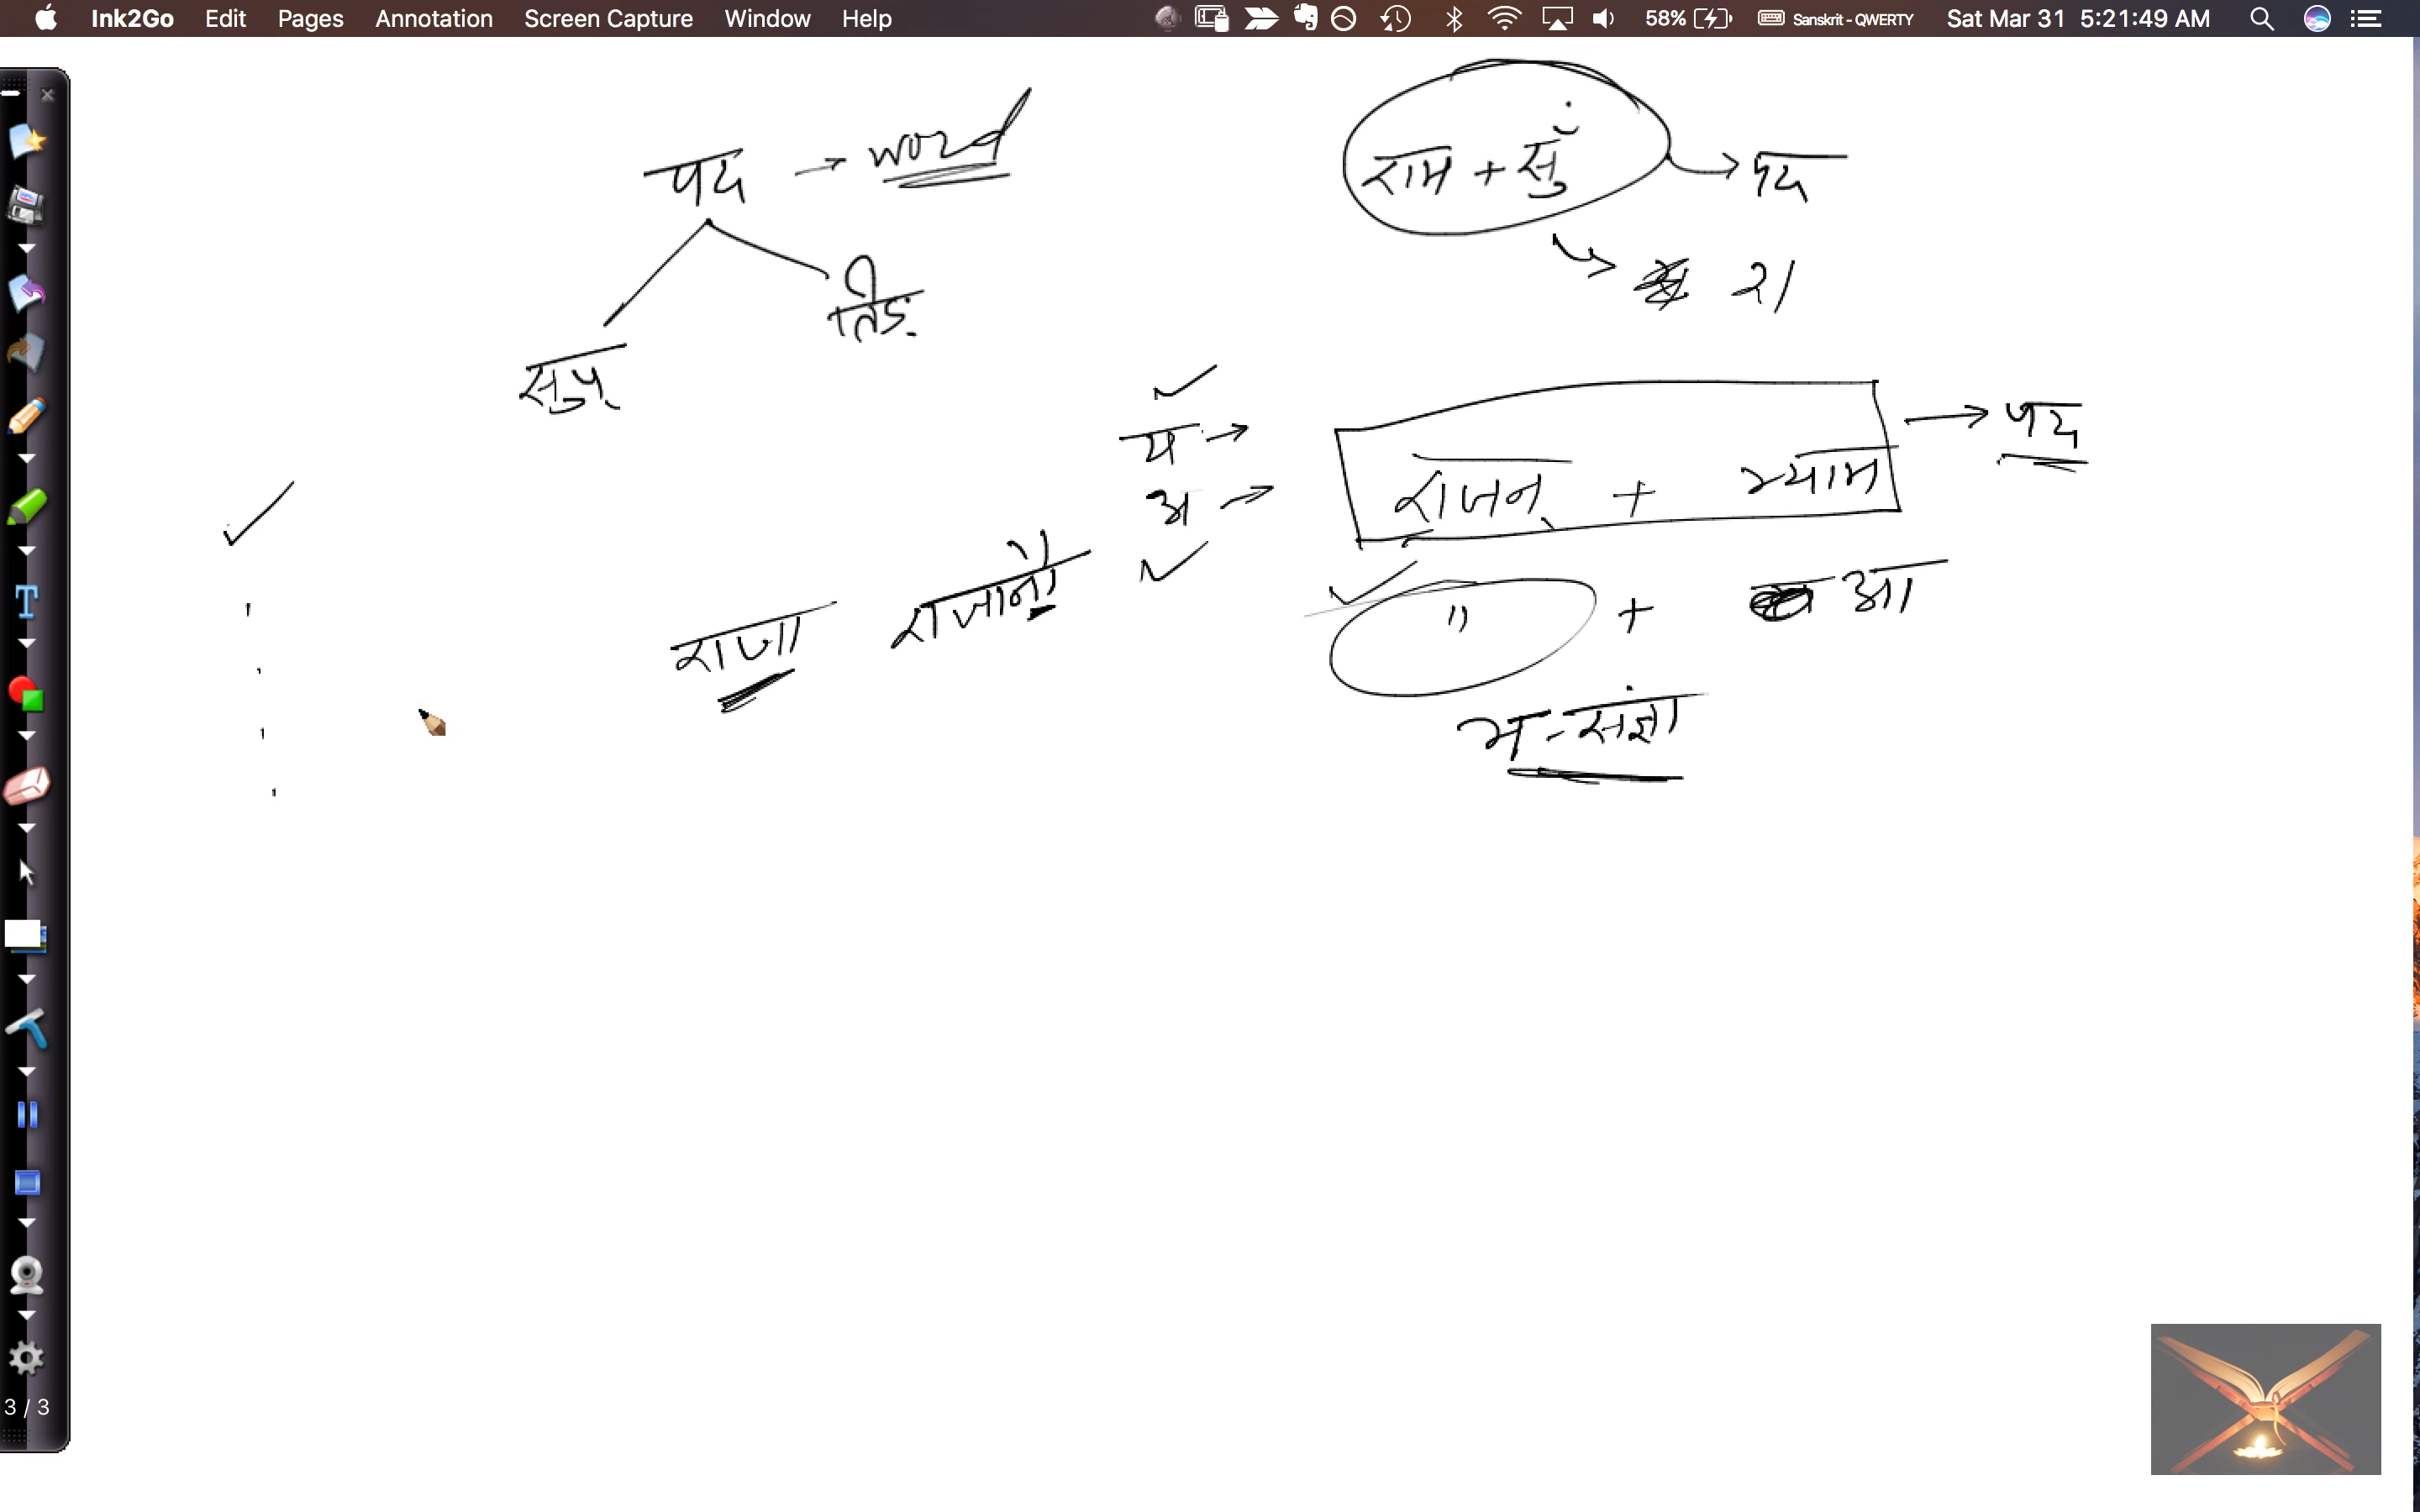 Ink2Go Edit Pages Annotation Screen Capture Window Help 58% Sanskrit - QWERTY Sat Mar 31 5:21:49 AM
पद → word
राम + सुँ → पद
तिङ्
सुप्
२१
य →
अ →
राजन् + भ्याम → पद
राजा राजानौ
" + आ
भ-संज्ञा
T
3 / 3